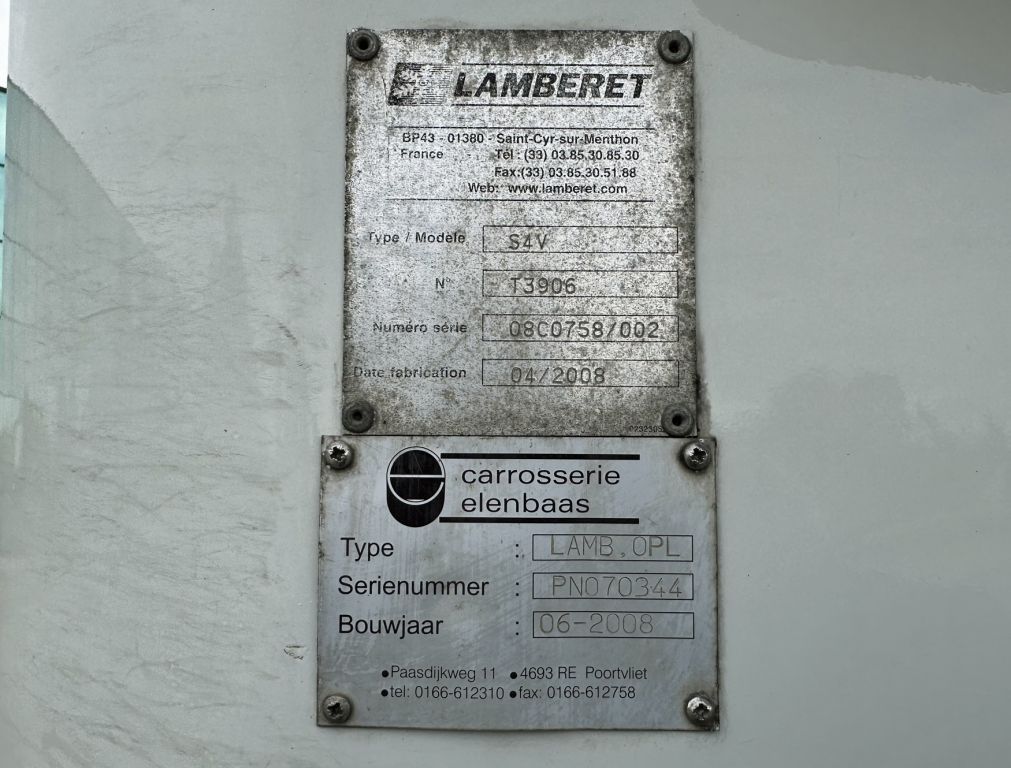 LAMBERET
BP43 - 01380 - Saint-Cyr-sur-Menthon
France Tél : (33) 03.85.30.85.30
Fax:(33) 03.85.30.51.88
Web: www.lamberet.com
Type / Modèle S4V
N° T3906
Numéro série 08C0758/002
Date fabrication 04/2008
e carrosserie
elenbaas
Type : LAMB.OPL
Serienummer : PN070344
Bouwjaar : 06-2008
•Paasdijkweg 11 •4693 RE Poortvliet
•tel: 0166-612310 •fax: 0166-612758